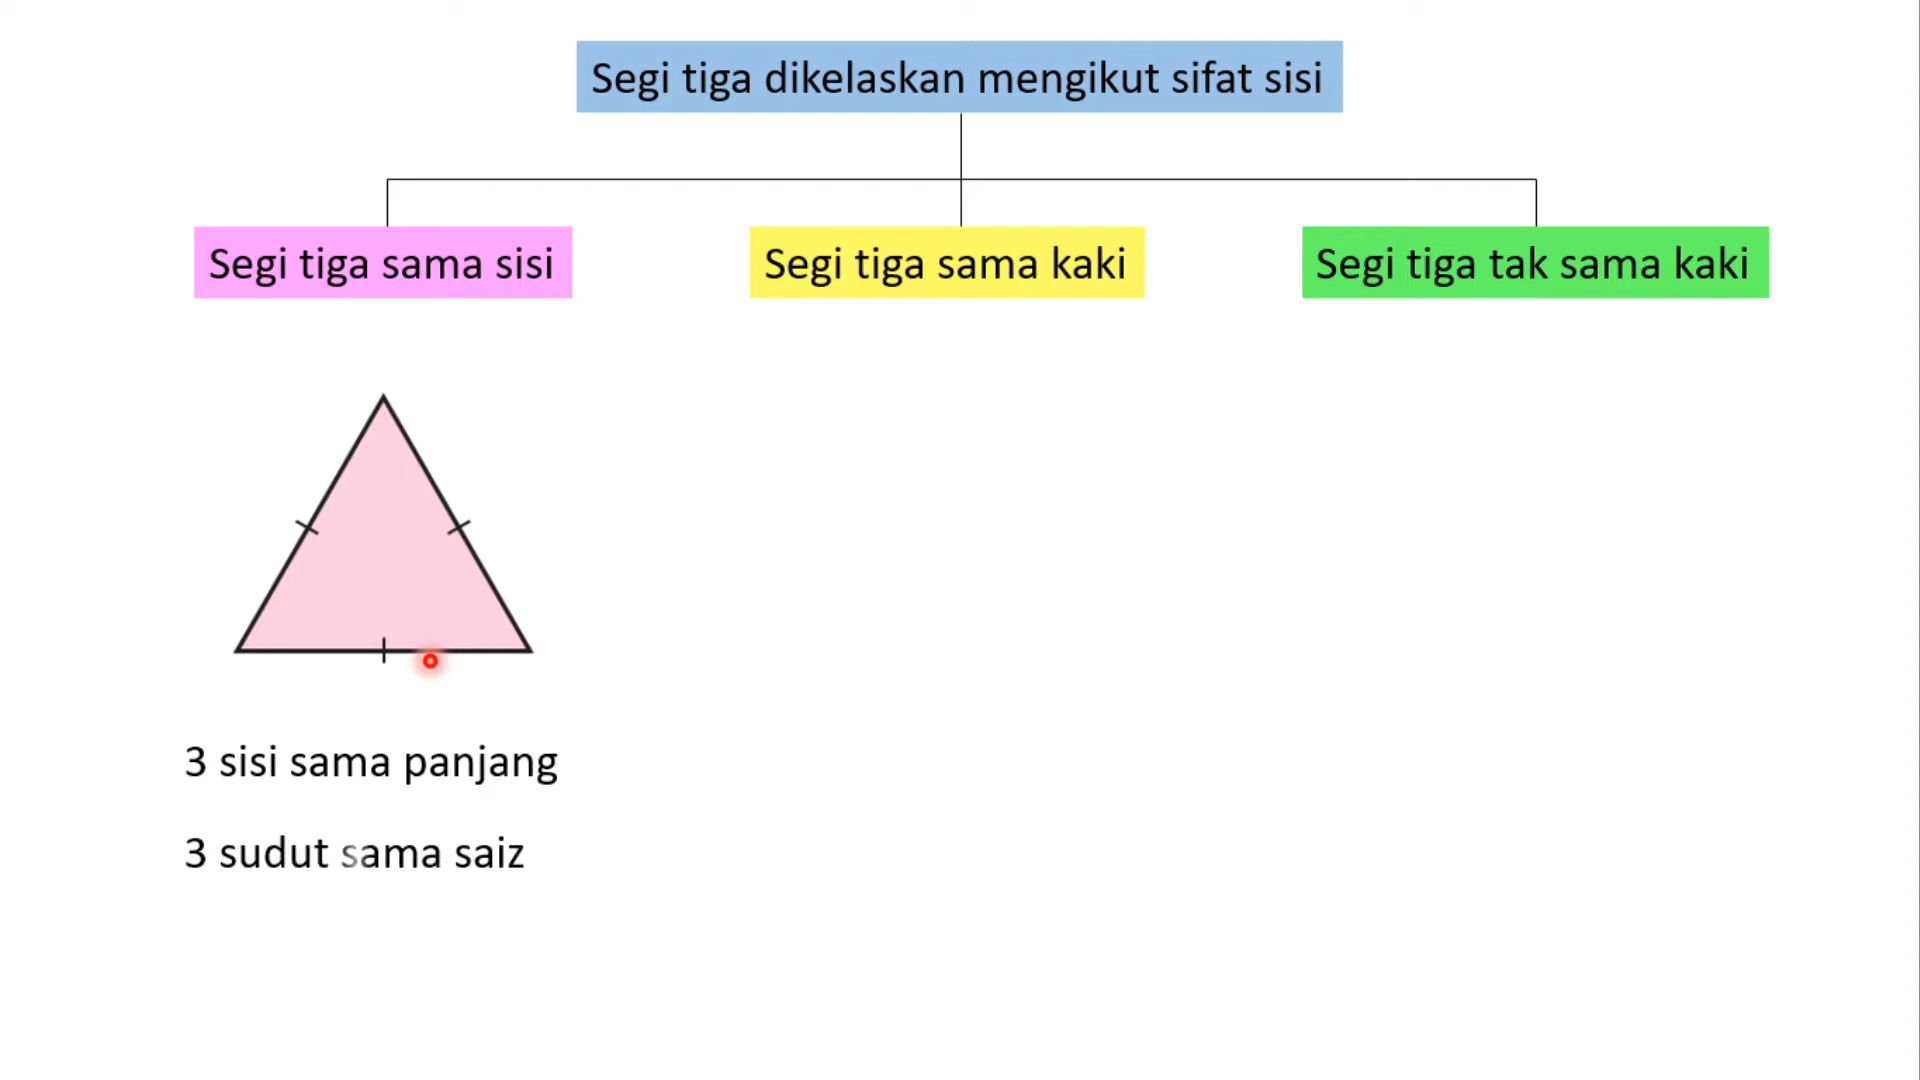 Segi tiga dikelaskan mengikut sifat sisi
Segi tiga sama sisi
Segi tiga sama kaki
Segi tiga tak sama kaki
3 sisi sama panjang
3 sudut sama saiz